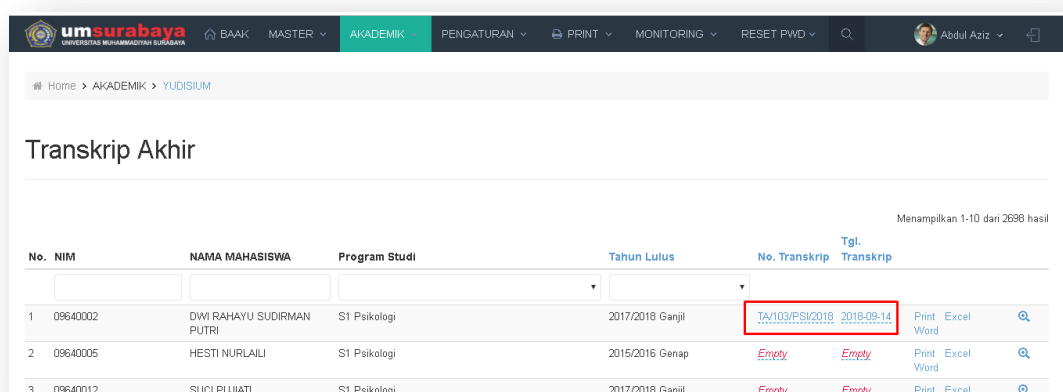 umsurabaya
UNIVERSITAS MUHAMMADIYAH SURABAYA
BAAK MASTER AKADEMIK PENGATURAN PRINT MONITORING RESET PWD Abdul Aziz
Home > AKADEMIK > YUDISIUM
Transkrip Akhir
Menampilkan 1-10 dari 2698 hasil
No. NIM NAMA MAHASISWA Program Studi Tahun Lulus No. Transkrip Tgl. Transkrip
1 09640002 DWI RAHAYU SUDIRMAN PUTRI S1 Psikologi 2017/2018 Ganjil TA/103/PSI/2018 2018-09-14 Print Excel Word
2 09640005 HESTI NURLAILI S1 Psikologi 2015/2016 Genap Empty Empty Print Excel Word
3 09640012 SUCI PUJIATI S1 Psikologi 2017/2018 Ganjil Empty Empty Print Excel